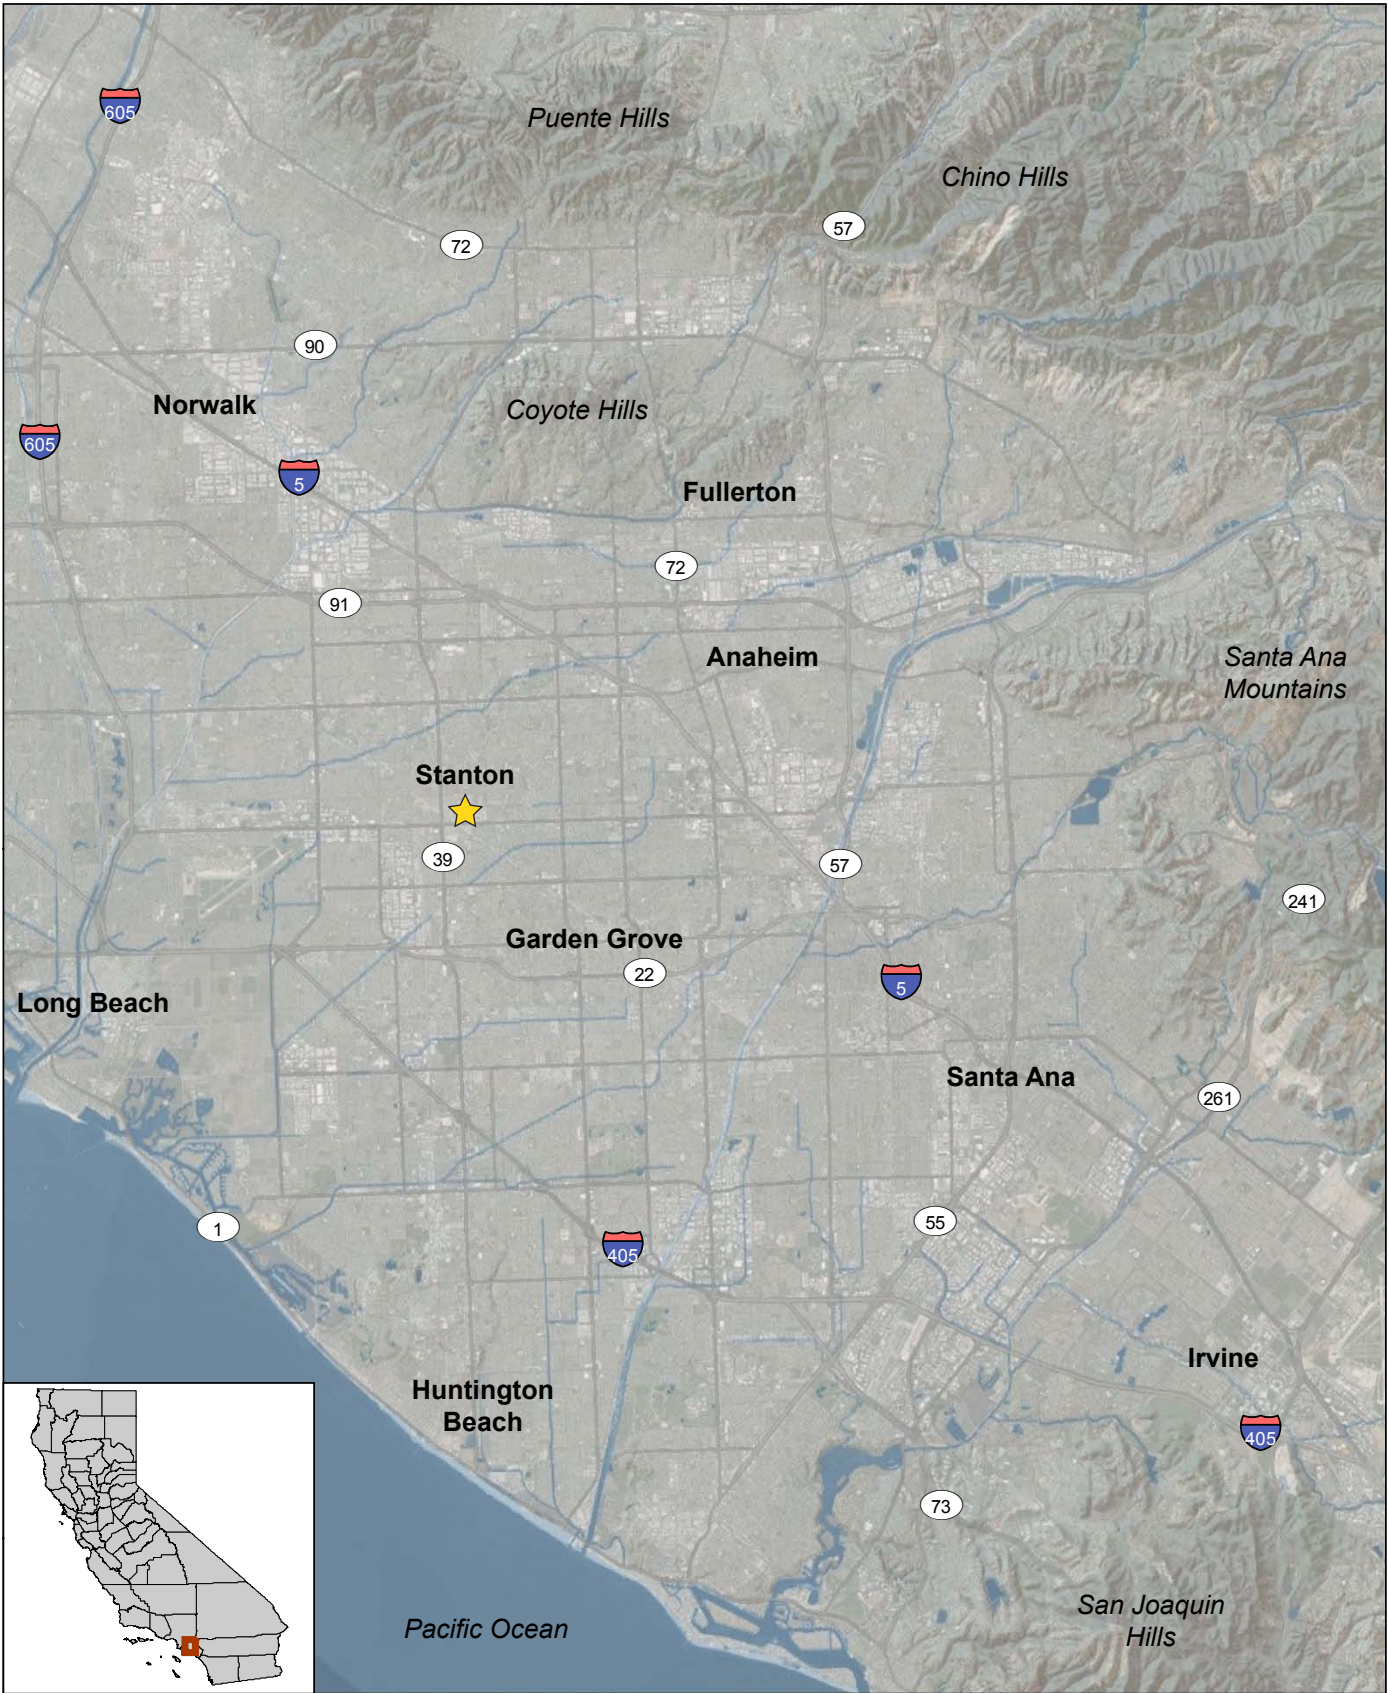 605
Puente Hills
Chino Hills
57
72
90
Norwalk
Coyote Hills
605
5
Fullerton
72
91
Anaheim
Santa Ana
Mountains
Stanton
39
57
241
Garden Grove
22
5
Long Beach
Santa Ana
261
1
55
405
Irvine
Huntington
Beach
405
73
San Joaquin
Hills
Pacific Ocean